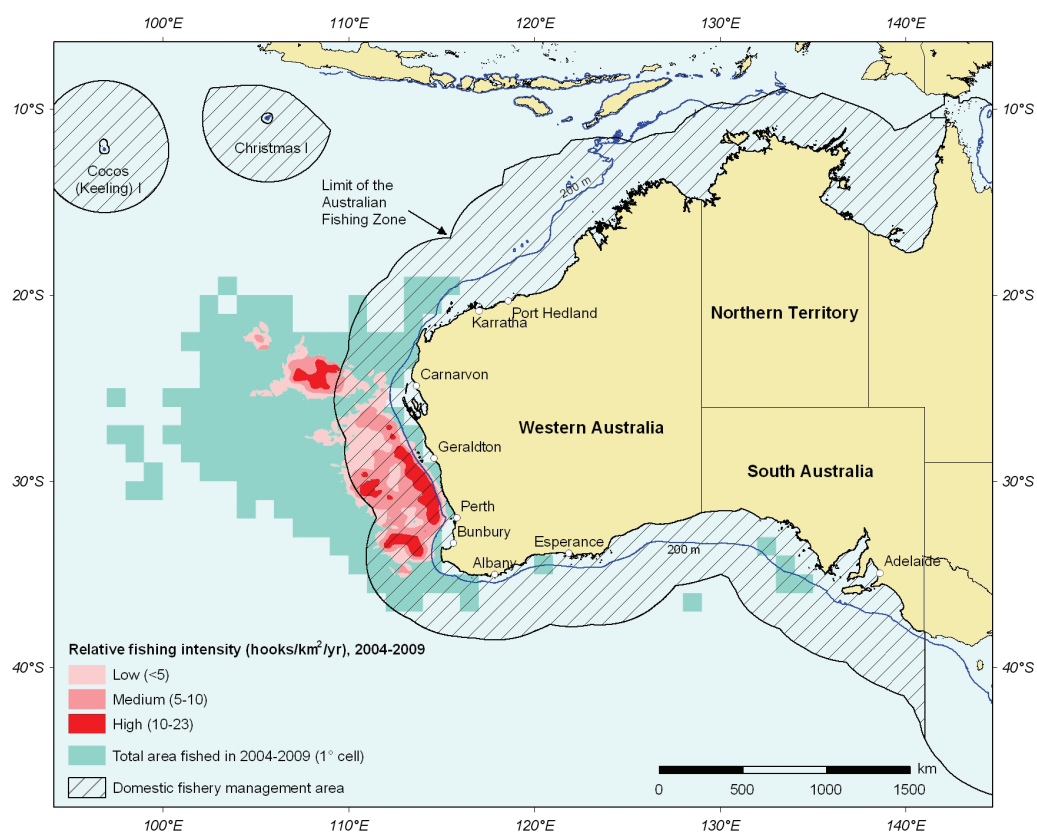 100°E 110°E 120°E 130°E 140°E
10°S 10°S
Christmas I
Cocos
(Keeling) I
Limit of the
Australian
Fishing Zone
200 m
20°S 20°S
Port Hedland
Karratha
Northern Territory
Carnarvon
Western Australia
Geraldton
South Australia
30°S 30°S
Perth
Bunbury
Esperance
200 m
Albany
Adelaide
Relative fishing intensity (hooks/km²/yr), 2004-2009
Low (<5)
40°S 40°S
Medium (5-10)
High (10-23)
Total area fished in 2004-2009 (1° cell)
Domestic fishery management area
km
0 500 1000 1500
100°E 110°E 120°E 130°E 140°E